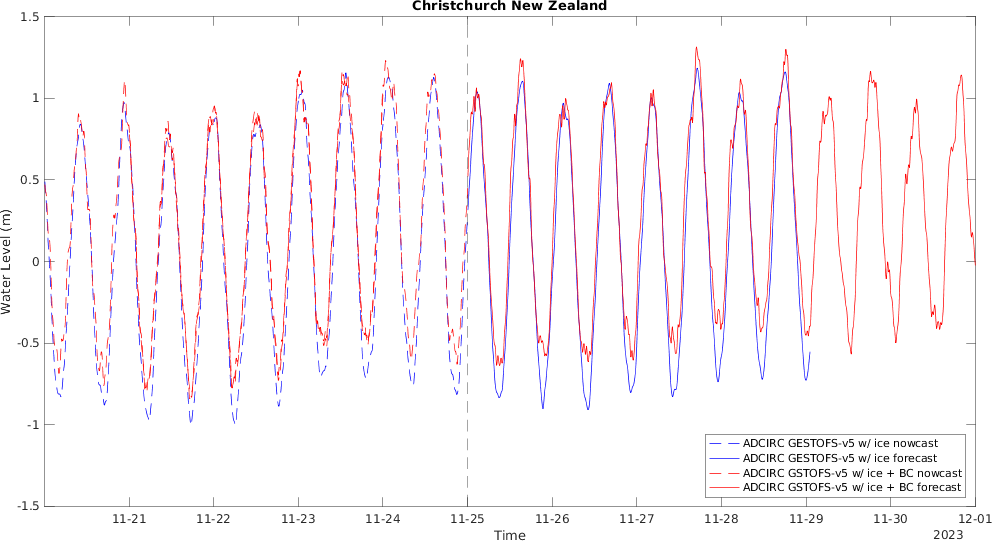 Christchurch New Zealand
1.5
1
0.5
0
-0.5
-1
-1.5
Water Level (m)
11-21 11-22 11-23 11-24 11-25 11-26 11-27 11-28 11-29 11-30 12-01
Time
2023
ADCIRC GESTOFS-v5 w/ ice nowcast
ADCIRC GESTOFS-v5 w/ ice forecast
ADCIRC GSTOFS-v5 w/ ice + BC nowcast
ADCIRC GSTOFS-v5 w/ ice + BC forecast